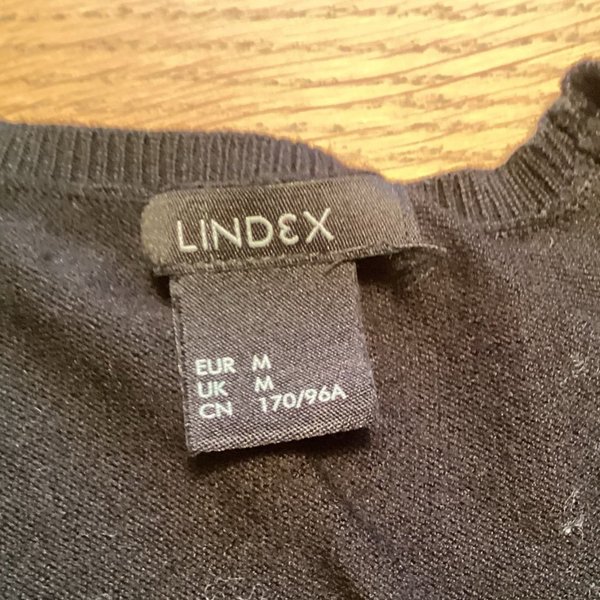 LINDEX
EUR M
UK M
CN 170/96A